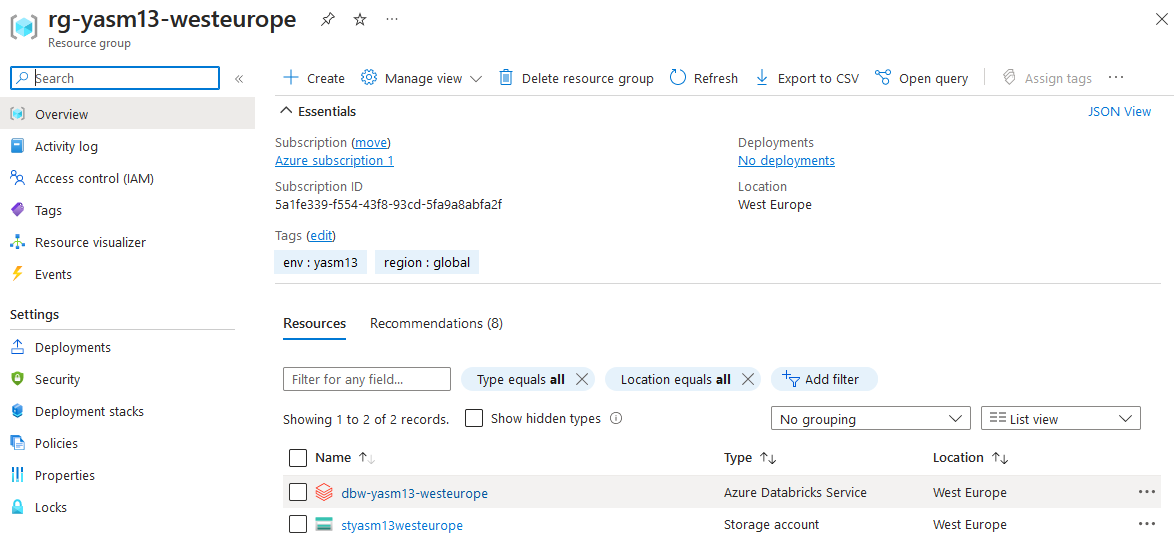 rg-yasm13-westeurope
Resource group
Search
Overview
Activity log
Access control (IAM)
Tags
Resource visualizer
Events
Settings
Deployments
Security
Deployment stacks
Policies
Properties
Locks
Create Manage view Delete resource group Refresh Export to CSV Open query Assign tags
Essentials JSON View
Subscription (move)
Azure subscription 1
Subscription ID
5a1fe339-f554-43f8-93cd-5fa9a8abfa2f
Deployments
No deployments
Location
West Europe
Tags (edit)
env : yasm13 region : global
Resources Recommendations (8)
Filter for any field... Type equals all Location equals all Add filter
Showing 1 to 2 of 2 records. Show hidden types No grouping List view
Name Type Location
dbw-yasm13-westeurope Azure Databricks Service West Europe
styasm13westeurope Storage account West Europe